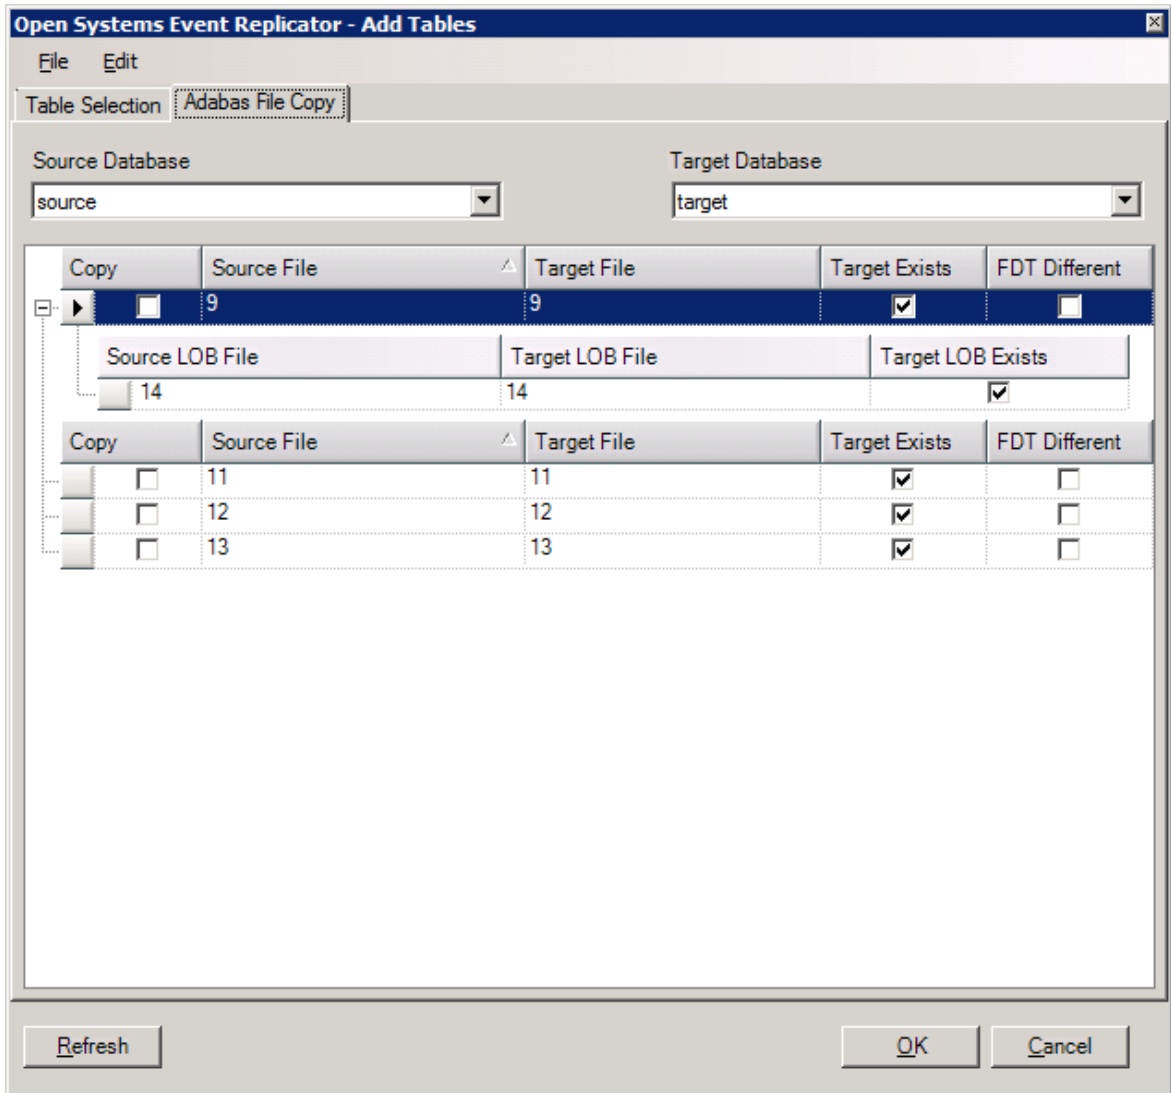 Open Systems Event Replicator - Add Tables
File Edit
Table Selection Adabas File Copy
Source Database Target Database
source target
Copy Source File Target File Target Exists FDT Different
9 9
Source LOB File Target LOB File Target LOB Exists
14 14
Copy Source File Target File Target Exists FDT Different
11 11
12 12
13 13
Refresh OK Cancel